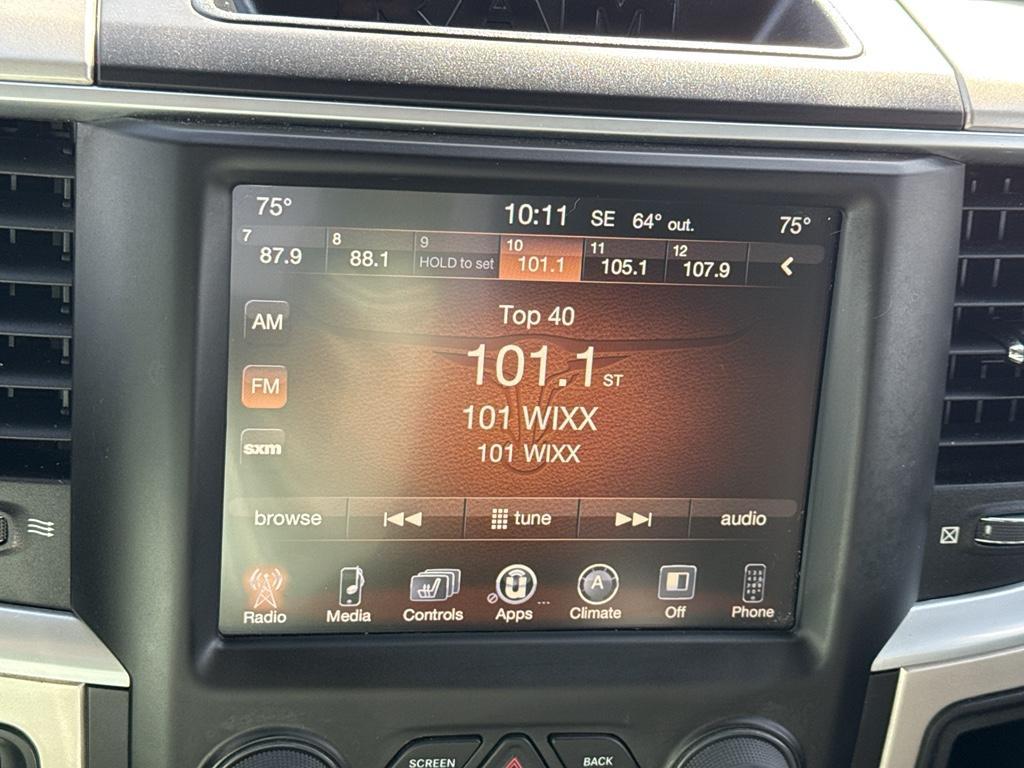 RAM
75° 10:11 SE 64° out. 75°
7 87.9 8 88.1 9 HOLD to set 10 101.1 11 105.1 12 107.9
AM
FM
sxm
Top 40
101.1 ST
101 WIXX
101 WIXX
browse tune audio
Radio Media Controls Apps A Climate Off Phone
SCREEN BACK